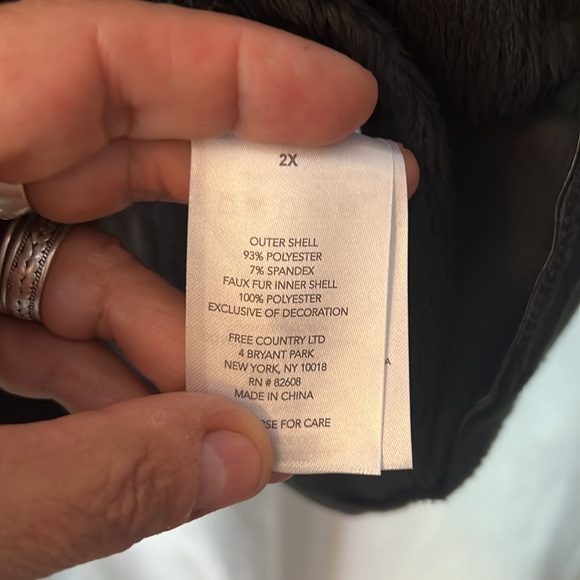 2X
OUTER SHELL
93% POLYESTER
7% SPANDEX
FAUX FUR INNER SHELL
100% POLYESTER
EXCLUSIVE OF DECORATION
FREE COUNTRY LTD
4 BRYANT PARK
NEW YORK, NY 10018
RN # 82608
MADE IN CHINA
FOR CARE